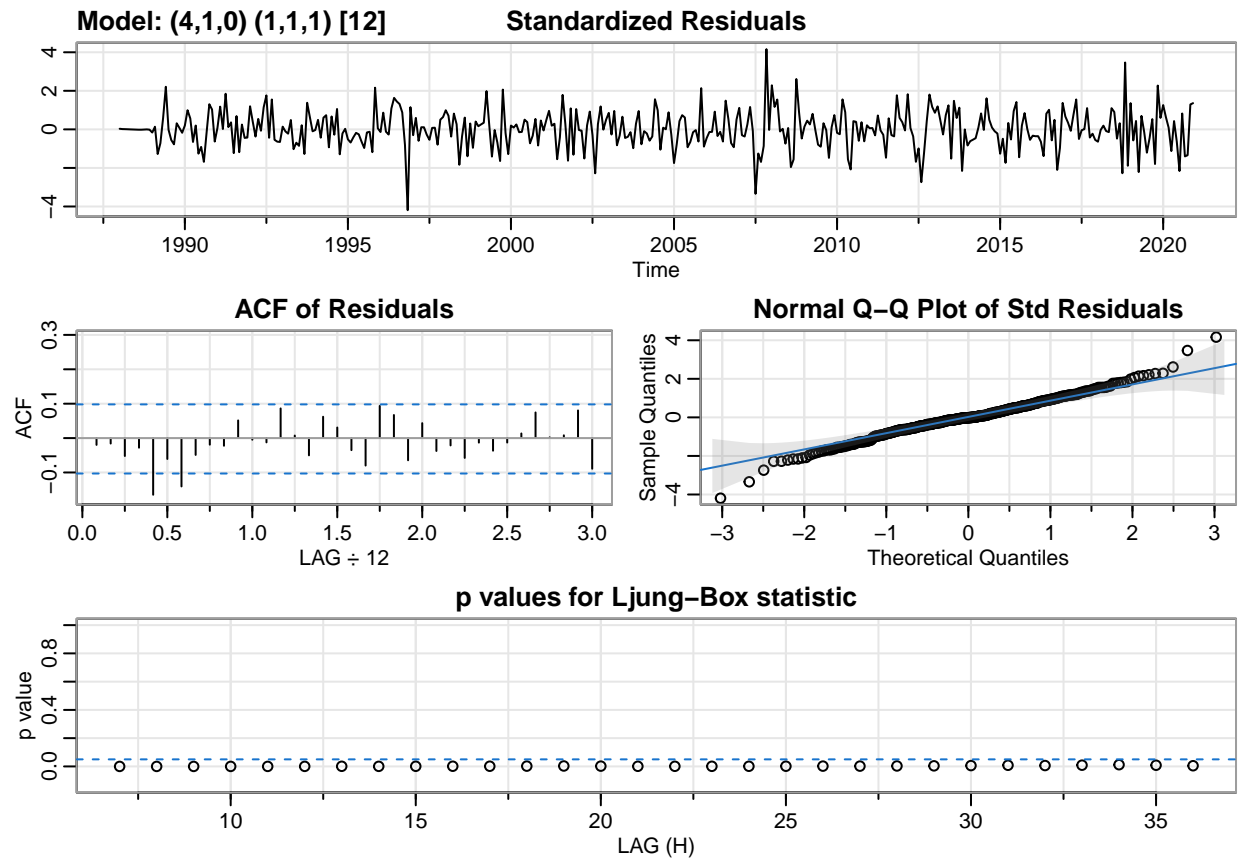 Model: (4,1,0) (1,1,1) [12] Standardized Residuals
4
2
0
−4
1990 1995 2000 2005 2010 2015 2020
Time
ACF of Residuals
ACF
0.3
0.1
−0.1
0.0 0.5 1.0 1.5 2.0 2.5 3.0
LAG ÷ 12
Normal Q−Q Plot of Std Residuals
Sample Quantiles
4
2
0
−4
−3 −2 −1 0 1 2 3
Theoretical Quantiles
p values for Ljung−Box statistic
p value
0.8
0.4
0.0
10 15 20 25 30 35
LAG (H)